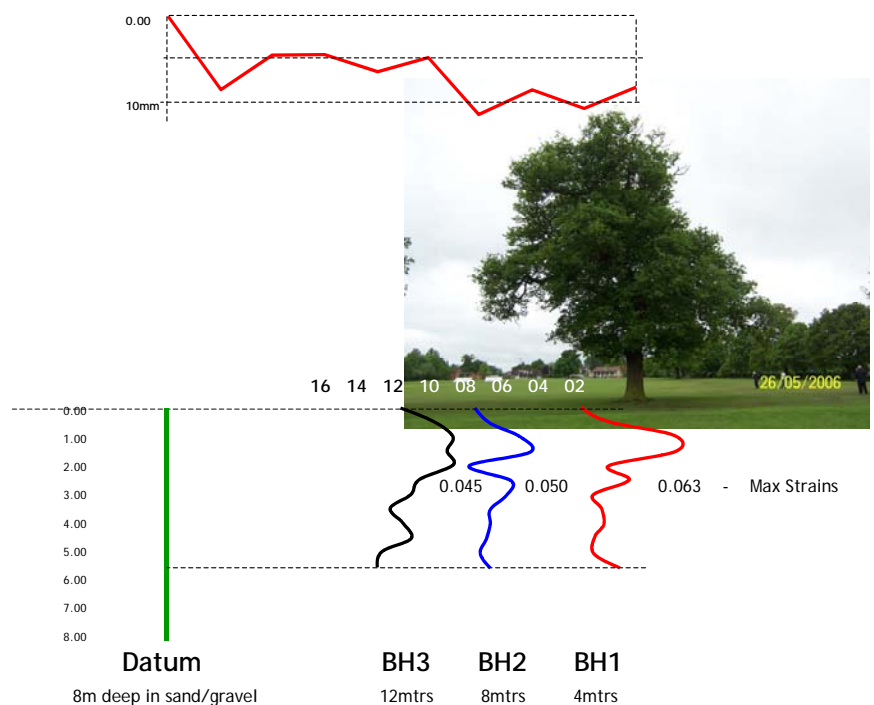 0.00
10mm
26/05/2006
16 14 12 10 08 06 04 02
0.00
1.00
2.00
3.00
4.00
5.00
6.00
7.00
8.00
0.045 0.050 0.063 - Max Strains
Datum BH3 BH2 BH1
8m deep in sand/gravel 12mtrs 8mtrs 4mtrs